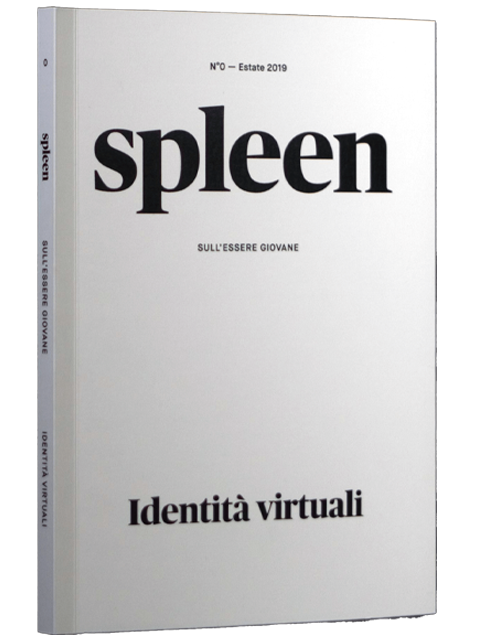 N°0 — Estate 2019
spleen
SULL'ESSERE GIOVANE
Identità virtuali
0
spleen
SULL'ESSERE GIOVANE
IDENTITÀ VIRTUALI